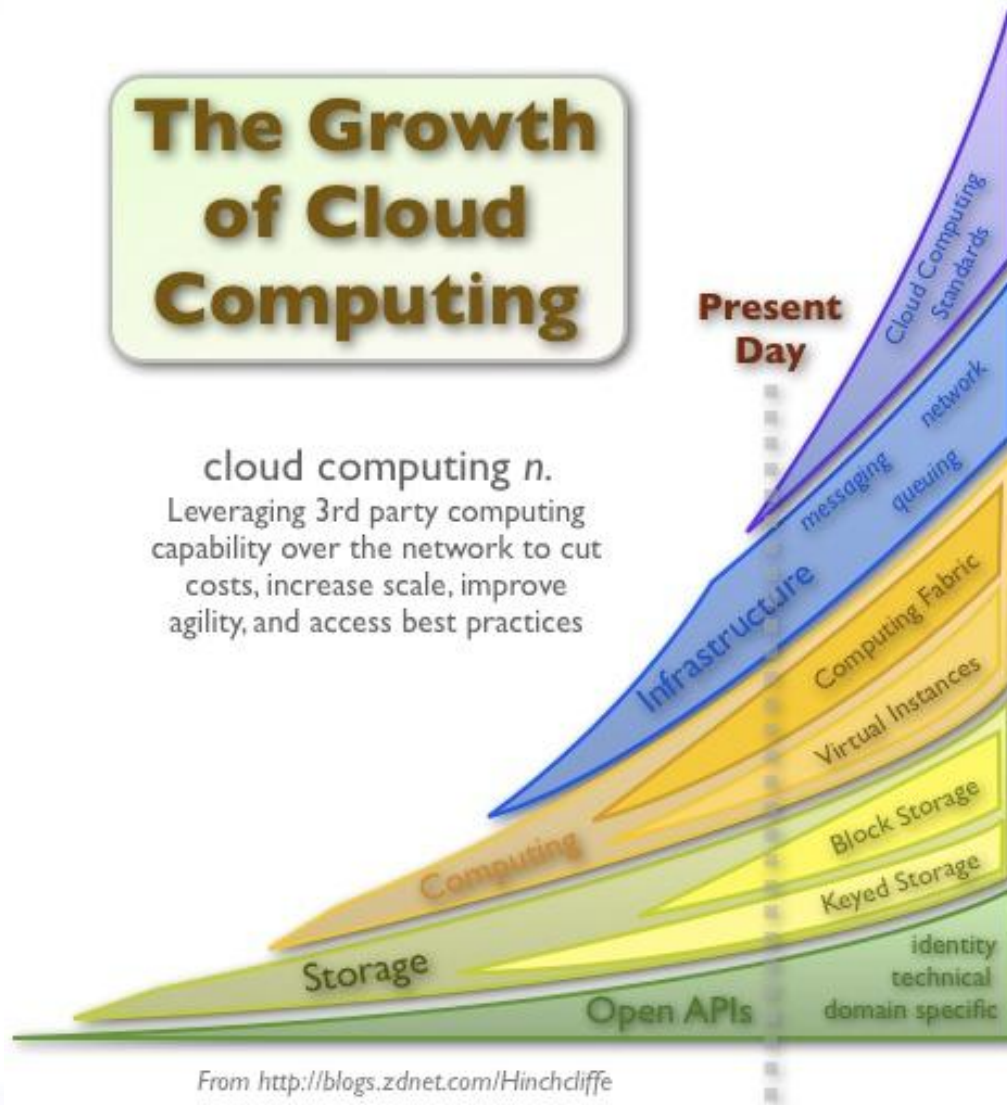 The Growth
of Cloud
Computing
Present
Day
cloud computing n.
Leveraging 3rd party computing
capability over the network to cut
costs, increase scale, improve
agility, and access best practices
Cloud Computing
Standards
network
messaging
queuing
Infrastructure
Computing Fabric
Virtual Instances
Computing
Block Storage
Keyed Storage
Storage
identity
technical
domain specific
Open APIs
From http://blogs.zdnet.com/Hinchcliffe